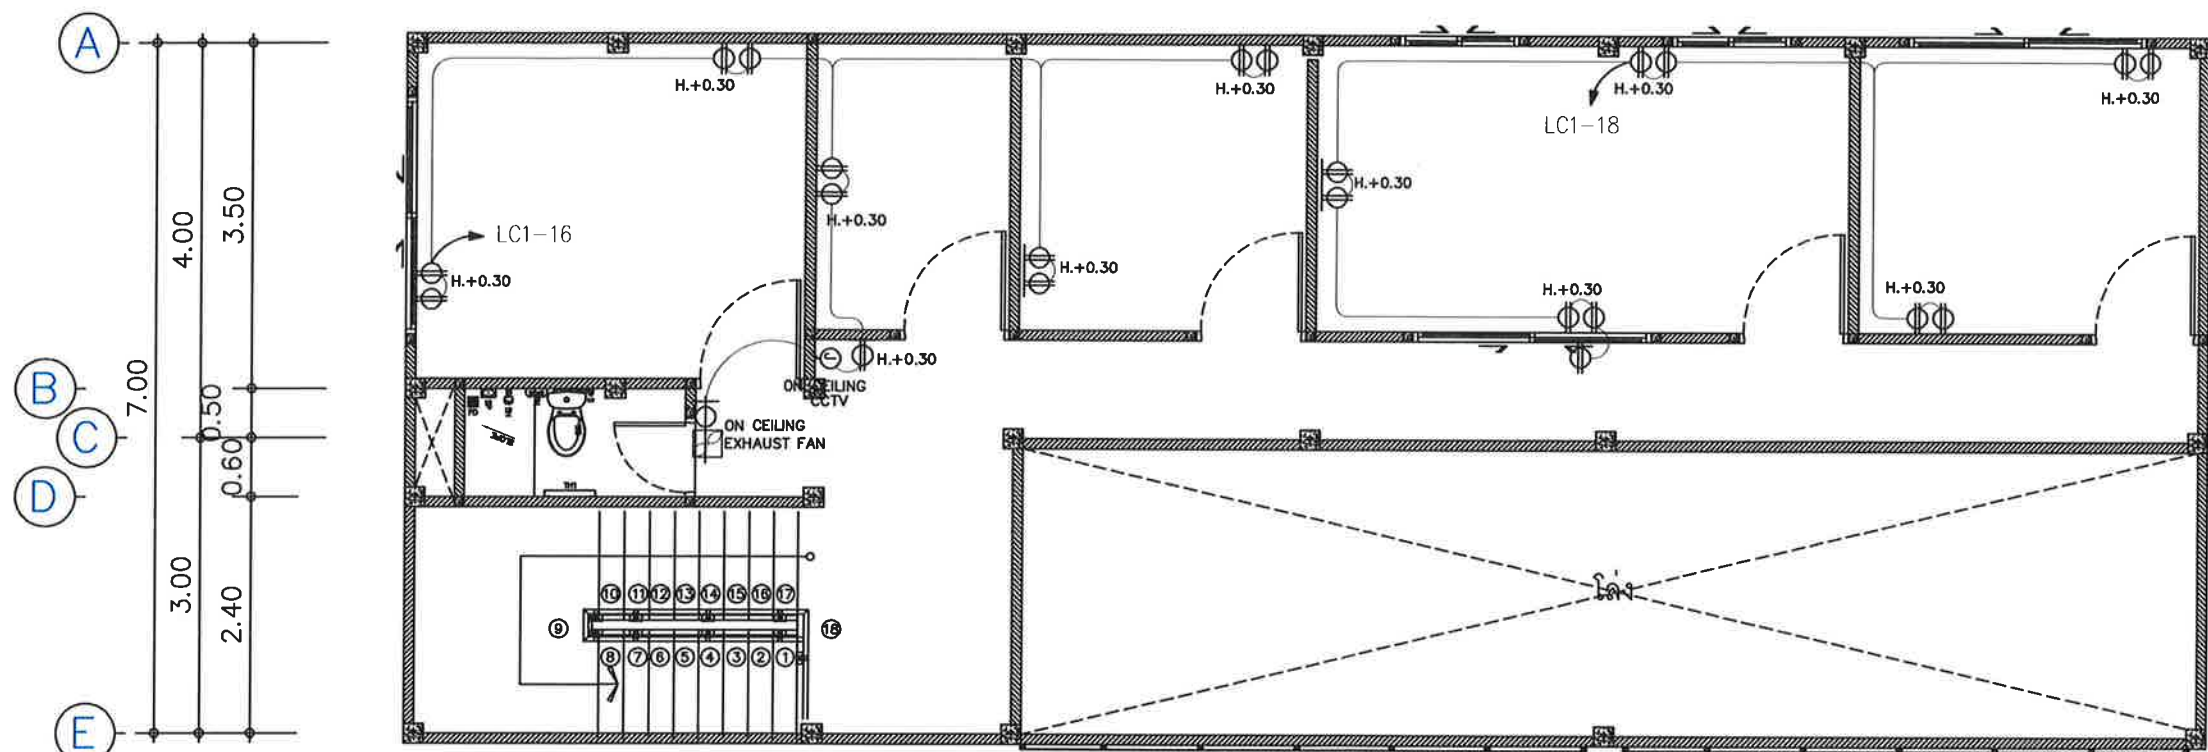 A
H.+0.30
H.+0.30
H.+0.30
H.+0.30
LC1-18
H.+0.30
H.+0.30
LC1-16
H.+0.30
H.+0.30
H.+0.30
H.+0.30
H.+0.30
4.00
3.50
7.00
0.50
0.60
3.00
2.40
B
C
D
E
ON CEILING
CCTV
ON CEILING
EXHAUST FAN
SLOPE
TH1
10 11 12 13 14 15 16 17
9
18
8 7 6 5 4 3 2 1